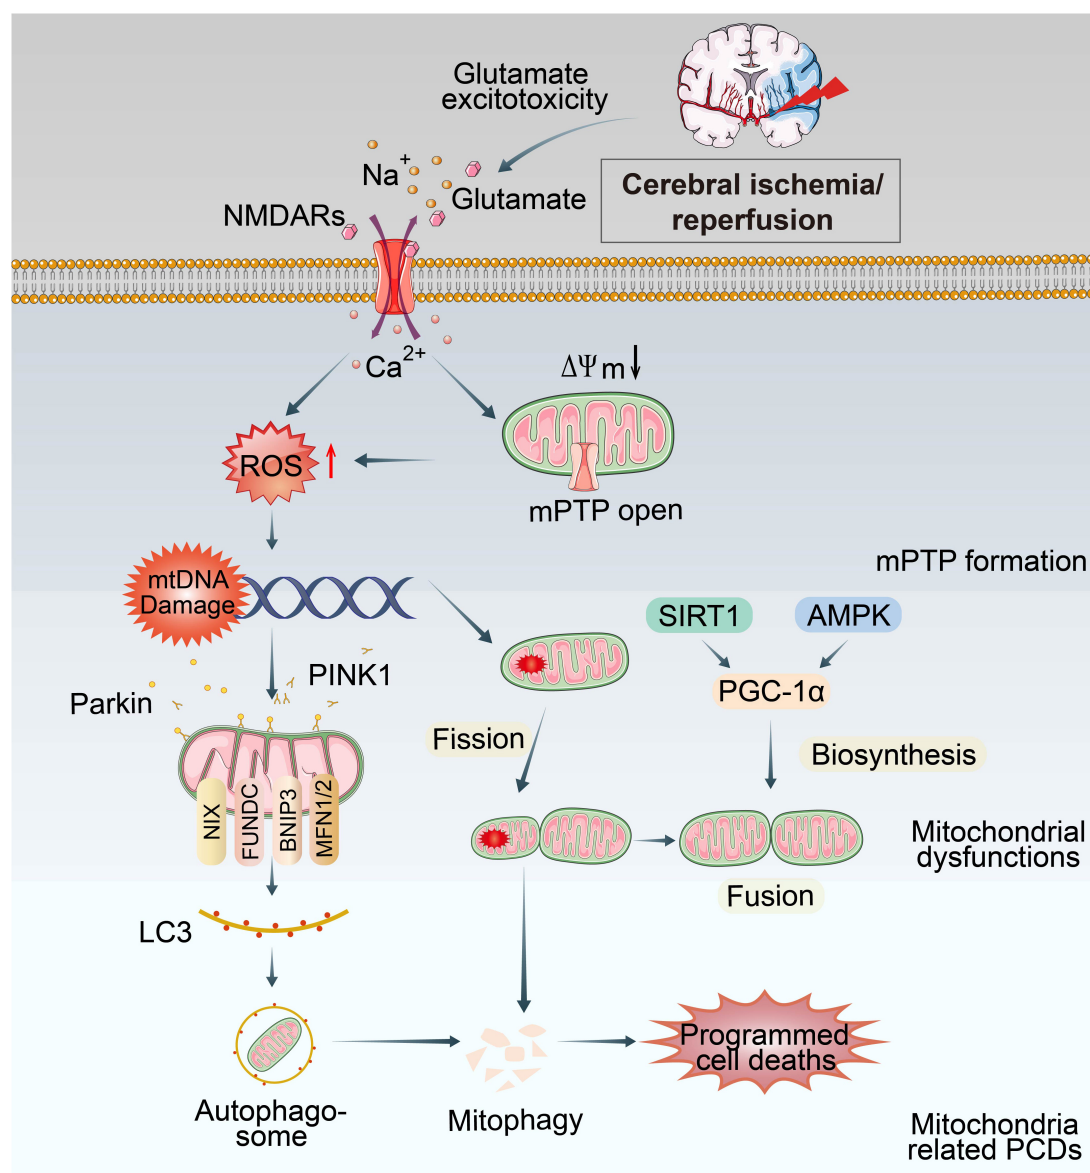 Glutamate
excitotoxicity
Na+
Glutamate
Cerebral ischemia/
reperfusion
NMDARs
Ca2+
ΔΨm↓
ROS
mPTP open
mPTP formation
mtDNA
Damage
SIRT1
AMPK
PINK1
Parkin
PGC-1α
Fission
Biosynthesis
NIX
FUNDC
BNIP3
MFN1/2
Mitochondrial
dysfunctions
Fusion
LC3
Programmed
cell deaths
Autophago-
some
Mitophagy
Mitochondria
related PCDs